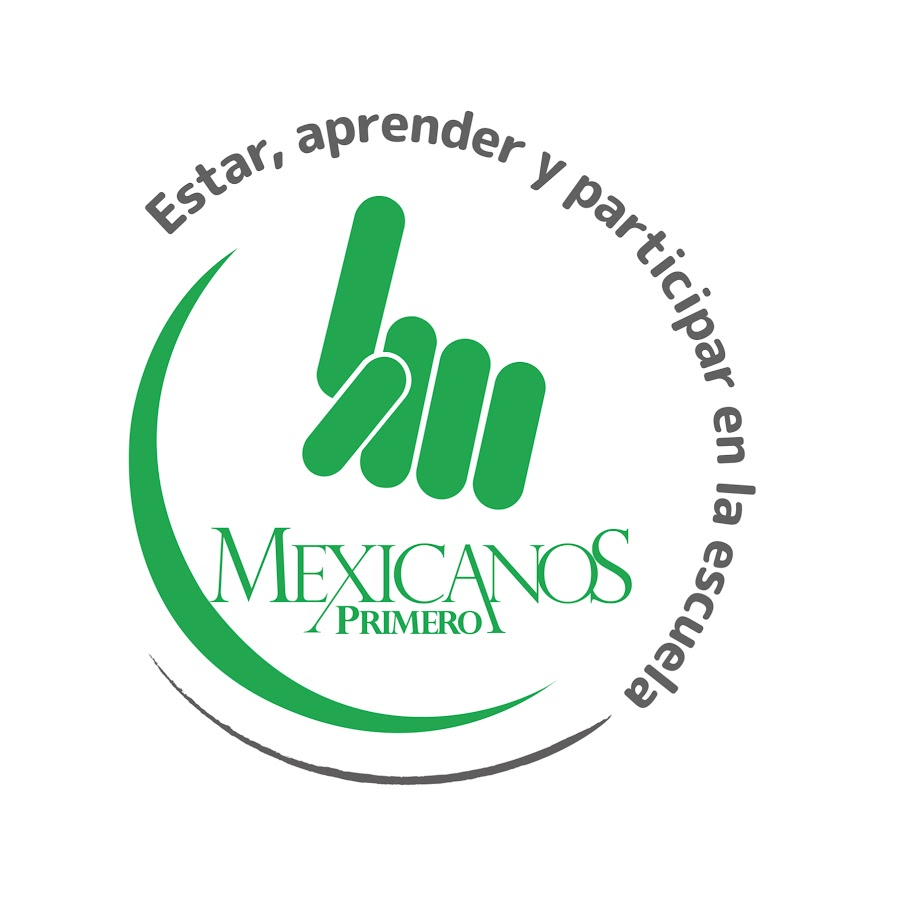 Estar, aprender y participar en la escuela
MEXICANOS
PRIMERO